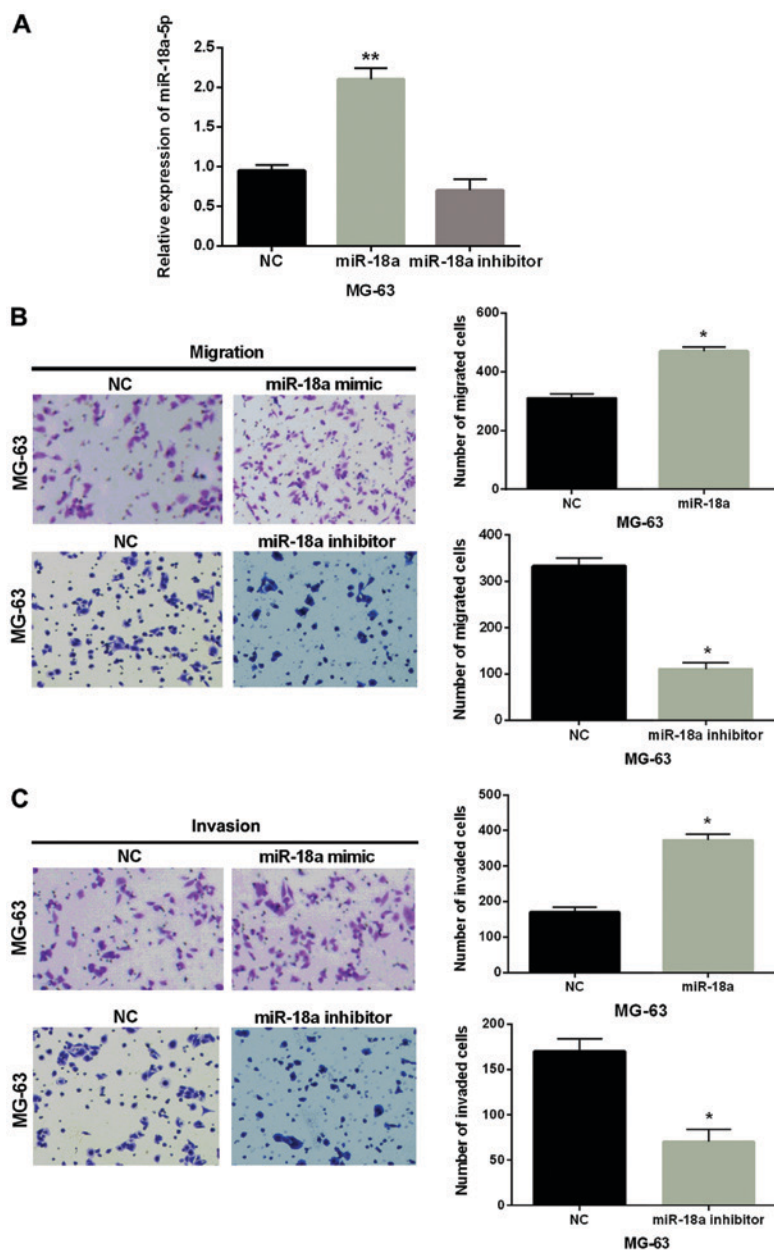 A
Relative expression of miR-18a-5p
2.5
2.0
1.5
1.0
0.5
0.0
**
NC
miR-18a
miR-18a inhibitor
MG-63
B
Migration
NC
miR-18a mimic
MG-63
NC
miR-18a inhibitor
MG-63
Number of migrated cells
600
400
200
0
*
NC
miR-18a
MG-63
Number of migrated cells
400
300
200
100
0
*
NC
miR-18a inhibitor
MG-63
C
Invasion
NC
miR-18a mimic
MG-63
NC
miR-18a inhibitor
MG-63
Number of invaded cells
500
400
300
200
100
0
*
NC
miR-18a
MG-63
Number of invaded cells
200
150
100
50
0
*
NC
miR-18a inhibitor
MG-63